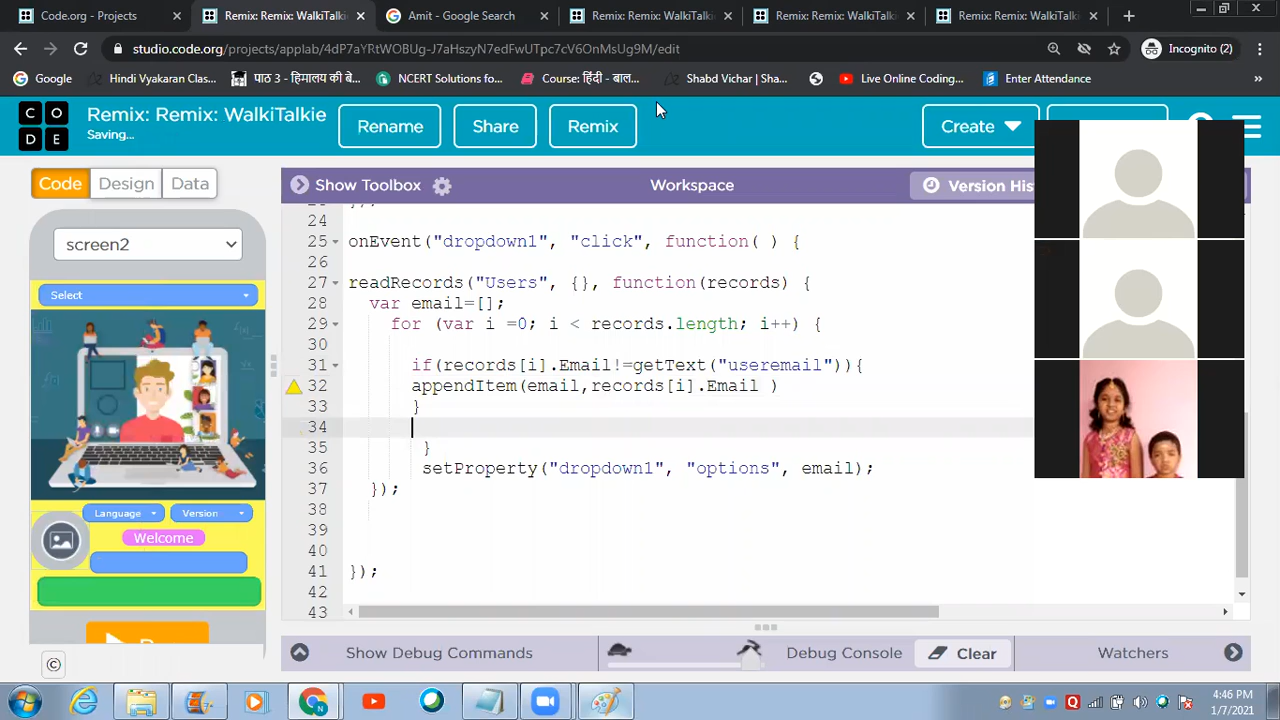 Code.org - Projects
Remix: Remix: WalkiTalki
Amit - Google Search
Remix: Remix: WalkiTalk
Remix: Remix: WalkiTalk
Remix: Remix: WalkiTalk
studio.code.org/projects/applab/4dP7aYRtWOBUg-J7aHszyN7edFwUTpc7cV6OnMsUg9M/edit
Incognito (2)
Google
Hindi Vyakaran Clas...
पाठ 3 - हिमालय की बे...
NCERT Solutions fo...
Course: हिंदी - बाल...
Shabd Vichar | Sha...
Live Online Coding...
Enter Attendance
»
CODE
Remix: Remix: WalkiTalkie
Saving...
Rename
Share
Remix
Create
Code
Design
Data
Show Toolbox
Workspace
Version His
screen2
Select
Language
Version
Welcome
24
25 onEvent("dropdown1", "click", function( ) {
26
27 readRecords("Users", {}, function(records) {
28 var email=[];
29 for (var i =0; i < records.length; i++) {
30
31 if(records[i].Email!=getText("useremail")){
32 appendItem(email,records[i].Email )
33 }
34
35 }
36 setProperty("dropdown1", "options", email);
37 });
38
39
40
41 });
42
43
Show Debug Commands
Debug Console
Clear
Watchers
4:46 PM
1/7/2021